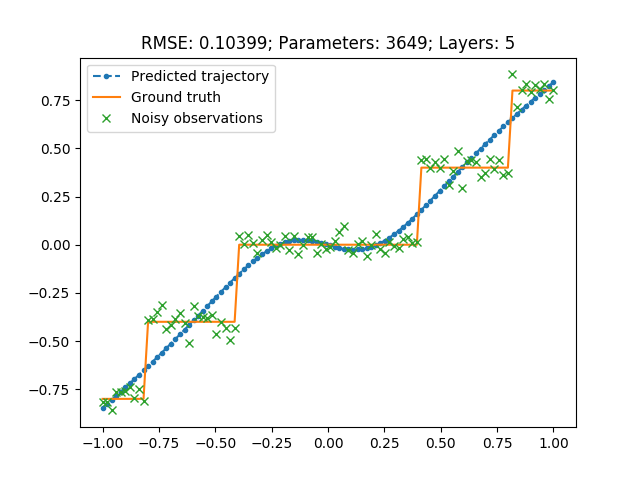 RMSE: 0.10399; Parameters: 3649; Layers: 5
Predicted trajectory
Ground truth
Noisy observations
0.75
0.50
0.25
0.00
−0.25
−0.50
−0.75
−1.00 −0.75 −0.50 −0.25 0.00 0.25 0.50 0.75 1.00